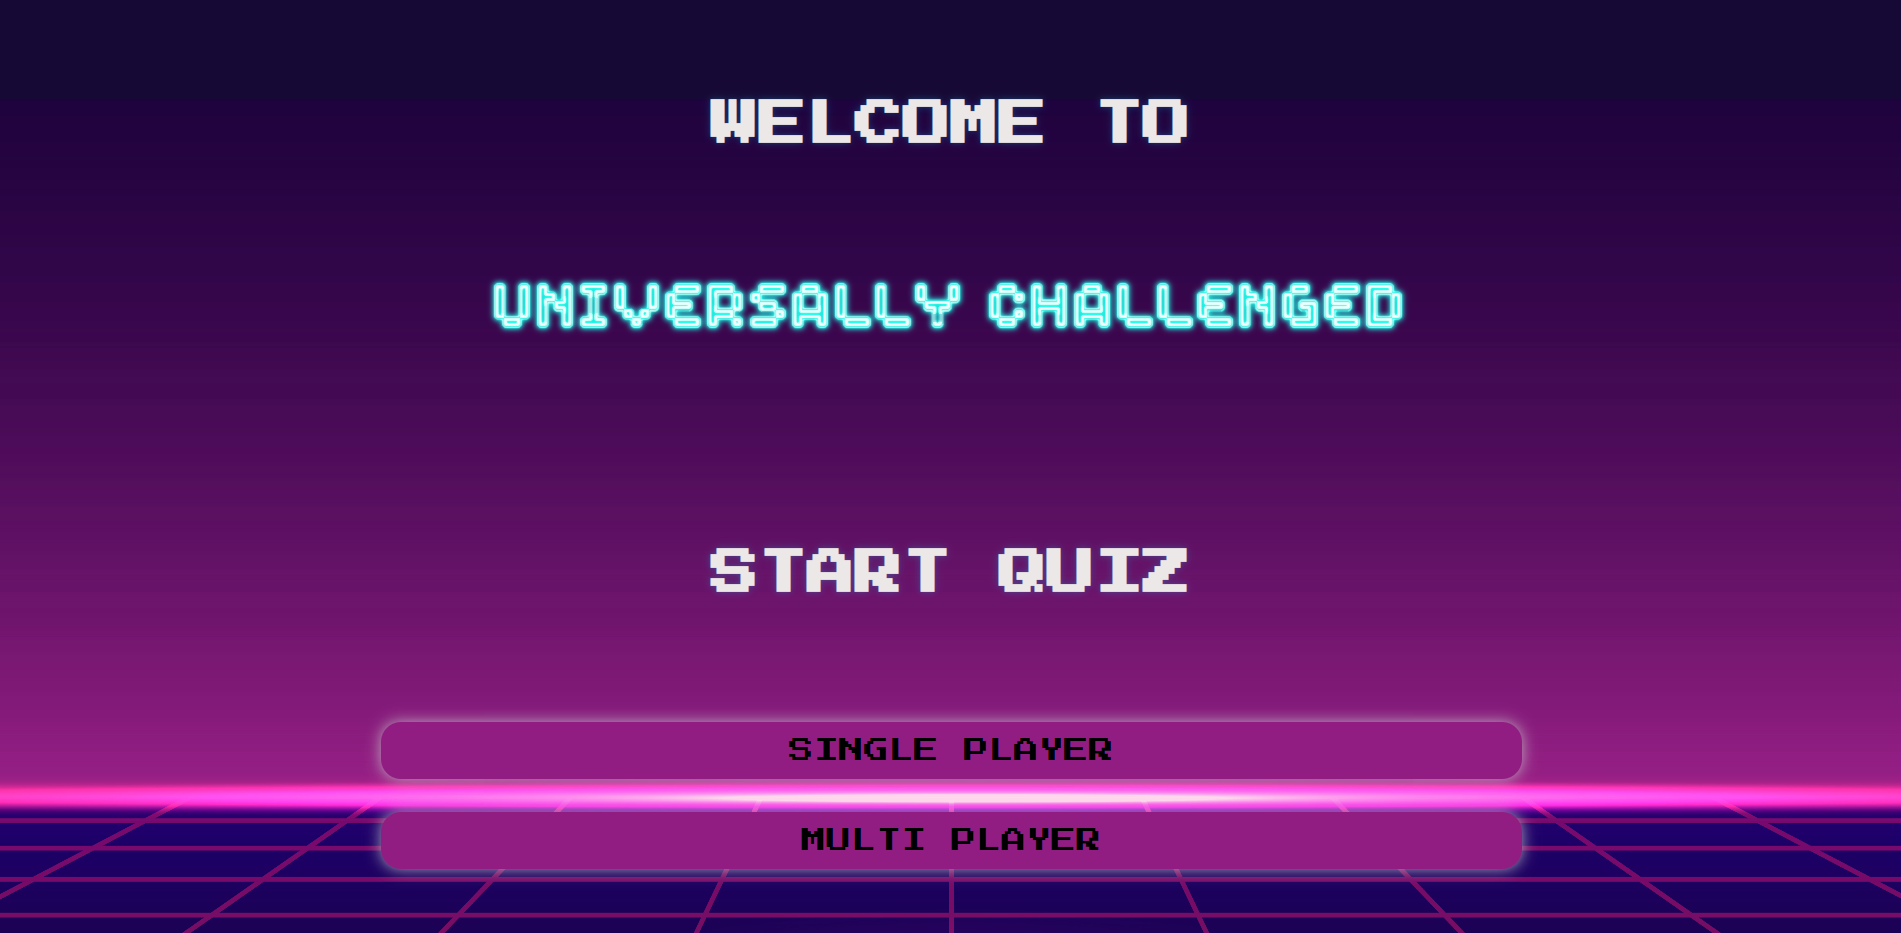 WELCOME TO
UNIVERSALLY CHALLENGED
START QUIZ
SINGLE PLAYER
MULTI PLAYER